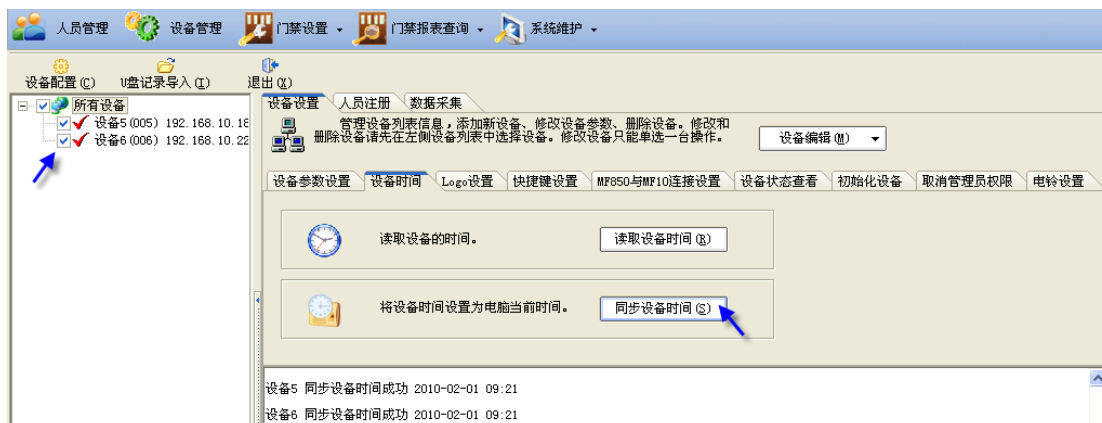 人员管理 设备管理 门禁设置 门禁报表查询 系统维护
设备配置(C) U盘记录导入(I) 退出(X)
所有设备
设备5(005) 192.168.10.18
设备6(006) 192.168.10.22
设备设置 人员注册 数据采集
管理设备列表信息，添加新设备、修改设备参数、删除设备。修改和
删除设备请先在左侧设备列表中选择设备。修改设备只能单选一台操作。
设备编辑(M)
设备参数设置 设备时间 Logo设置 快捷键设置 MF850与MF10连接设置 设备状态查看 初始化设备 取消管理员权限 电铃设置
读取设备的时间。 读取设备时间(R)
将设备时间设置为电脑当前时间。 同步设备时间(S)
设备5 同步设备时间成功 2010-02-01 09:21
设备6 同步设备时间成功 2010-02-01 09:21